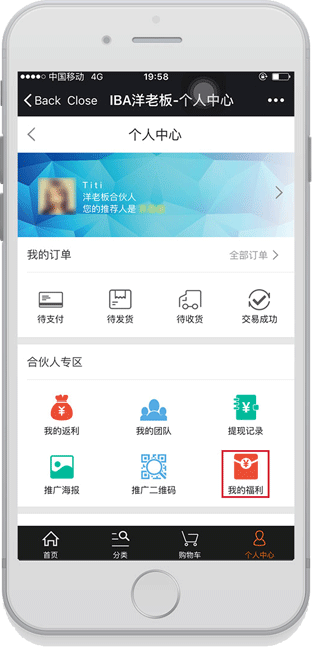 中国移动 4G 19:58
Back Close IBA洋老板-个人中心
个人中心
Titi
洋老板合伙人
您的推荐人是
我的订单 全部订单
待支付 待发货 待收货 交易成功
合伙人专区
我的返利 我的团队 提现记录
推广海报 推广二维码 我的福利
首页 分类 购物车 个人中心